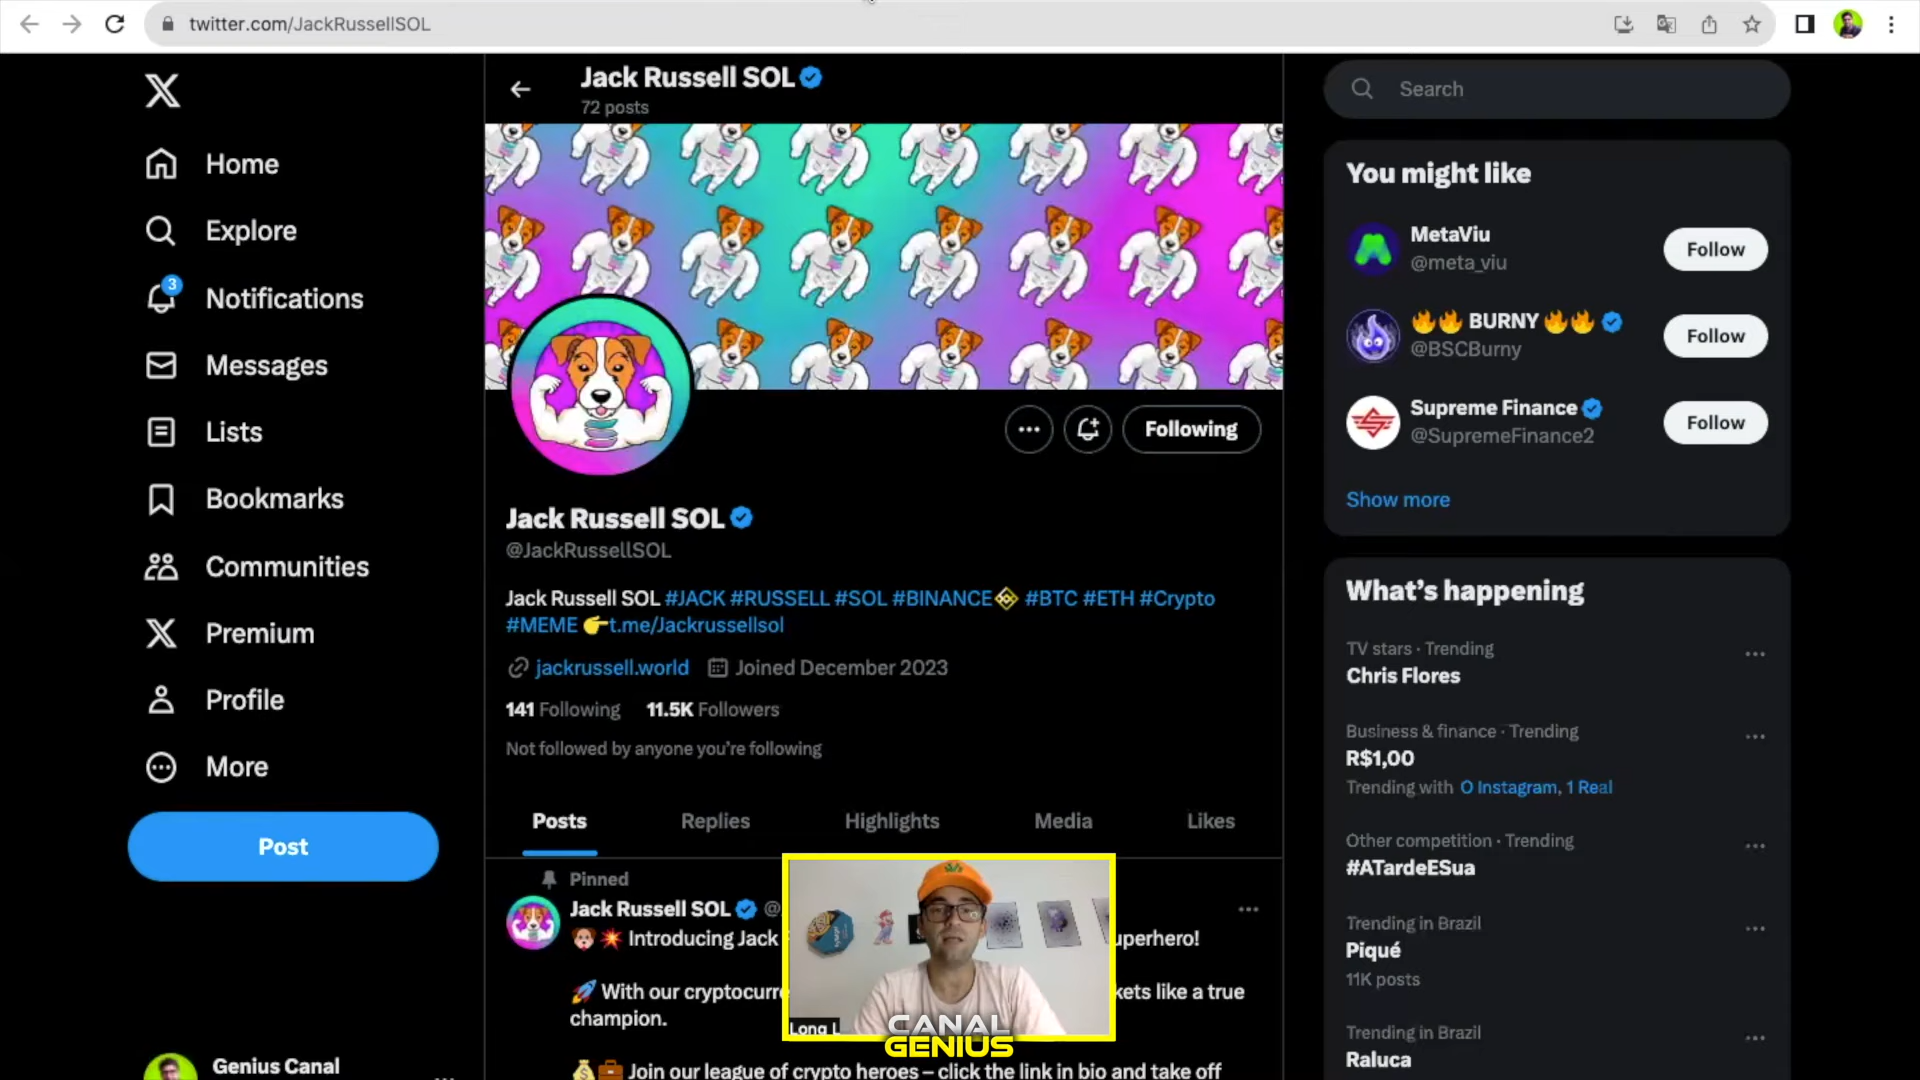 twitter.com/JackRussellSOL
Home
Explore
3
Notifications
Messages
Lists
Bookmarks
Communities
Premium
Profile
More
Post
Genius Canal
Jack Russell SOL
72 posts
Following
Jack Russell SOL
@JackRussellSOL
Jack Russell SOL #JACK #RUSSELL #SOL #BINANCE #BTC #ETH #Crypto
#MEME 👉t.me/Jackrussellsol
jackrussell.world Joined December 2023
141 Following 11.5K Followers
Not followed by anyone you're following
Posts Replies Highlights Media Likes
Pinned
Jack Russell SOL @
🐶💥 Introducing Jack uperhero!
🚀 With our cryptocurre kets like a true
champion.
💰💼 Join our league of crypto heroes – click the link in bio and take off
Long L
CANAL
GENIUS
Search
You might like
MetaViu
@meta_viu
Follow
🔥🔥 BURNY 🔥🔥
@BSCBurny
Follow
Supreme Finance
@SupremeFinance2
Follow
Show more
What's happening
TV stars · Trending
Chris Flores
Business & finance · Trending
R$1,00
Trending with O Instagram, 1 Real
Other competition · Trending
#ATardeESua
Trending in Brazil
Piqué
11K posts
Trending in Brazil
Raluca